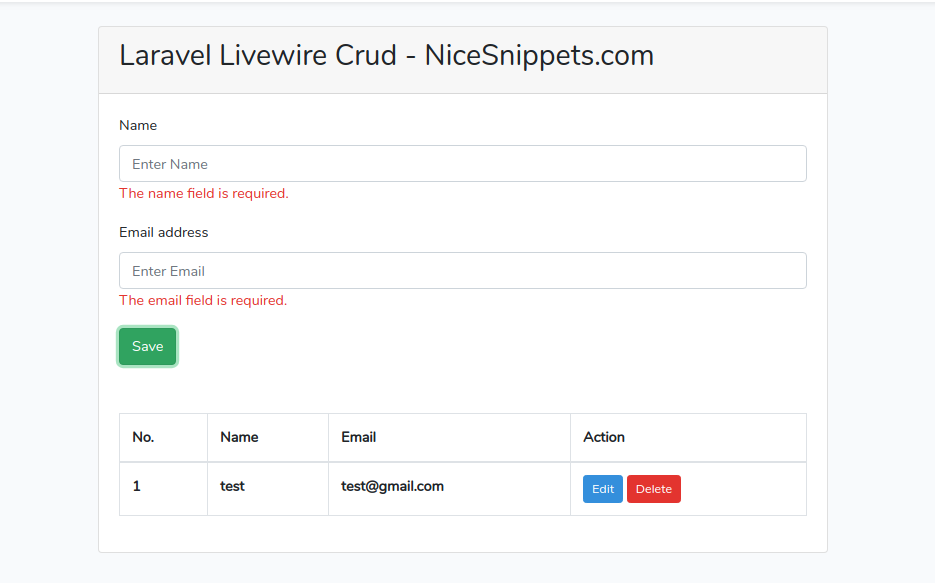 Laravel Livewire Crud - NiceSnippets.com
Name
Enter Name
The name field is required.
Email address
Enter Email
The email field is required.
Save
No. Name Email Action
1 test test@gmail.com Edit Delete